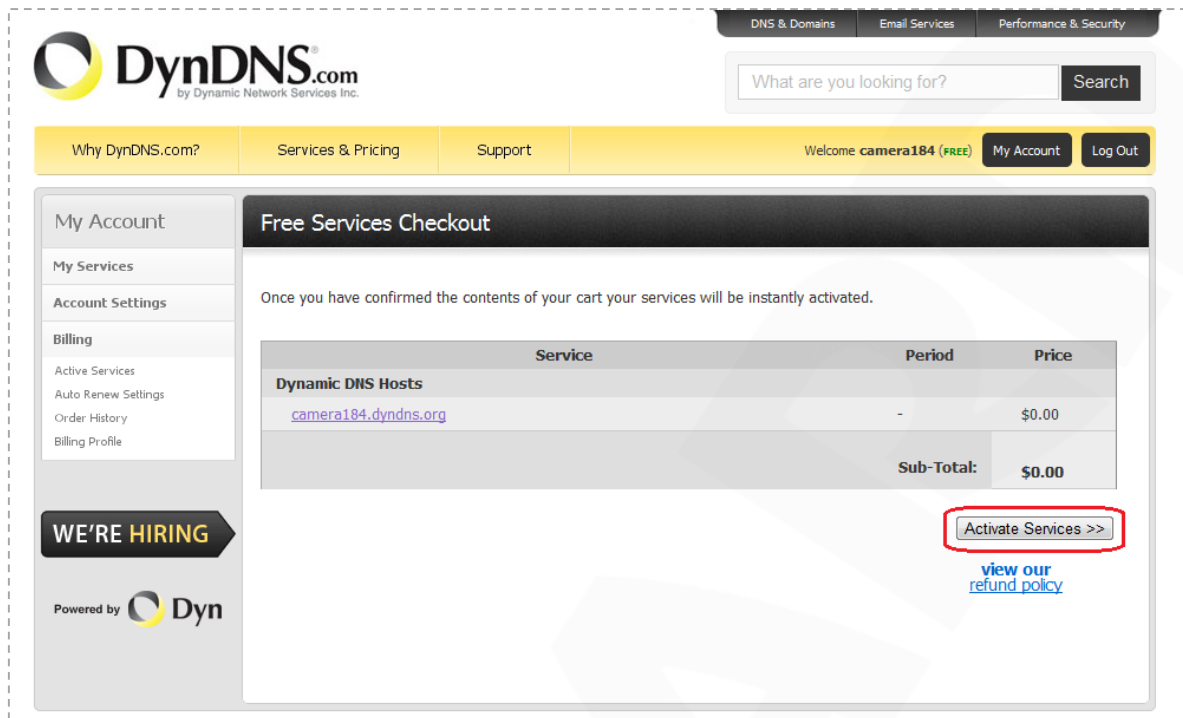 DNS & Domains Email Services Performance & Security
DynDNS.com
by Dynamic Network Services Inc.
What are you looking for? Search
Why DynDNS.com? Services & Pricing Support Welcome camera184 (FREE) My Account Log Out
My Account
My Services
Account Settings
Billing
Active Services
Auto Renew Settings
Order History
Billing Profile
WE'RE HIRING
Powered by Dyn
Free Services Checkout
Once you have confirmed the contents of your cart your services will be instantly activated.
Service Period Price
Dynamic DNS Hosts
camera184.dyndns.org - $0.00
Sub-Total: $0.00
Activate Services >>
view our
refund policy